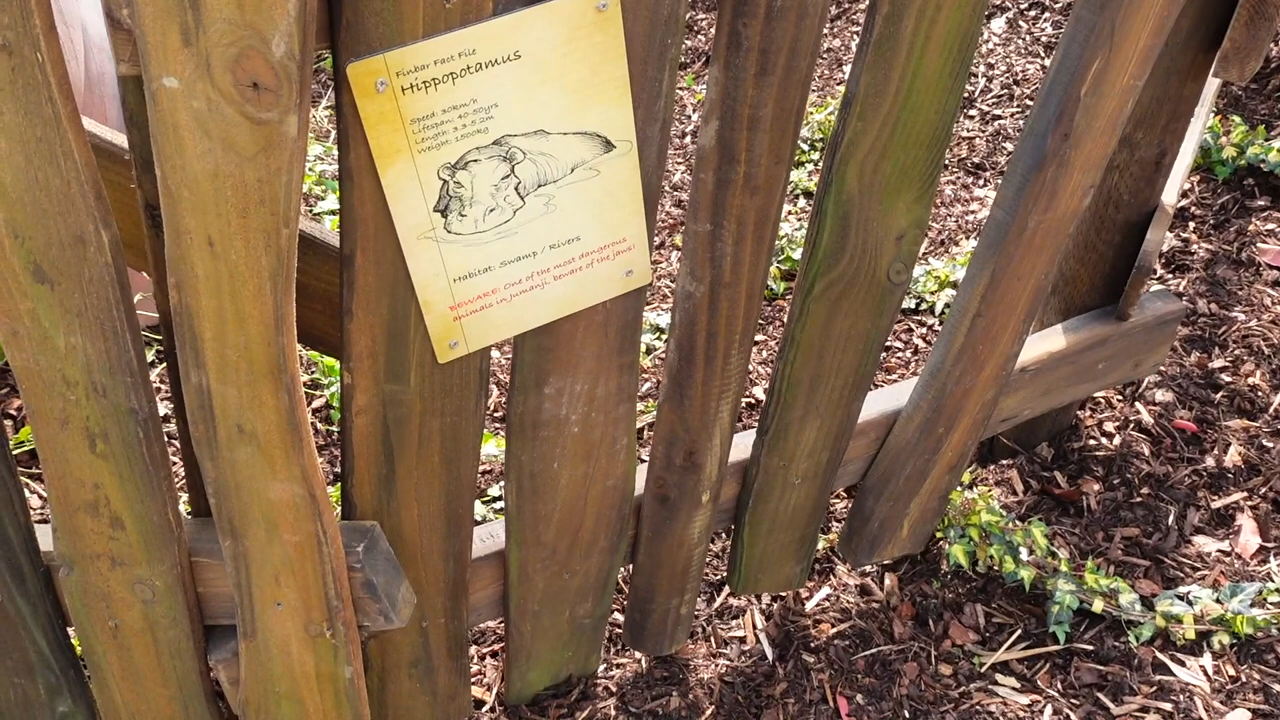 Finbar Fact File
Hippopotamus
Speed: 30km/h
Lifespan: 40-50yrs
Length: 3.3-5.2m
Weight: 1500kg
Habitat: Swamp / Rivers
BEWARE: One of the most dangerous
animals in Jumanji, beware of the jaws!